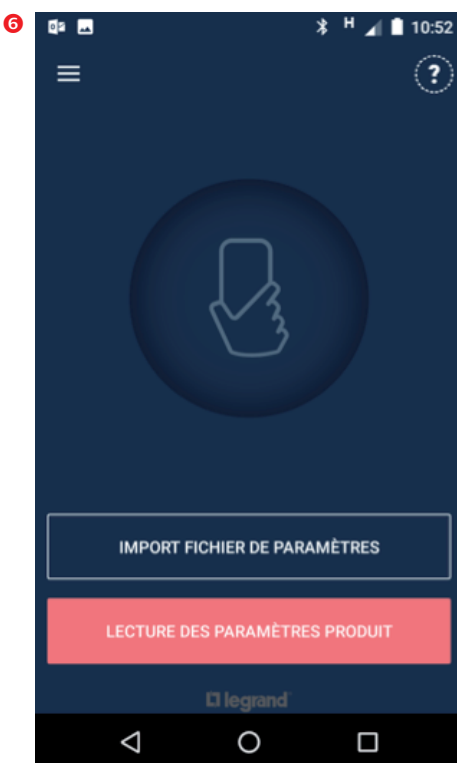 6
H 10:52
?
IMPORT FICHIER DE PARAMÈTRES
LECTURE DES PARAMÈTRES PRODUIT
legrand